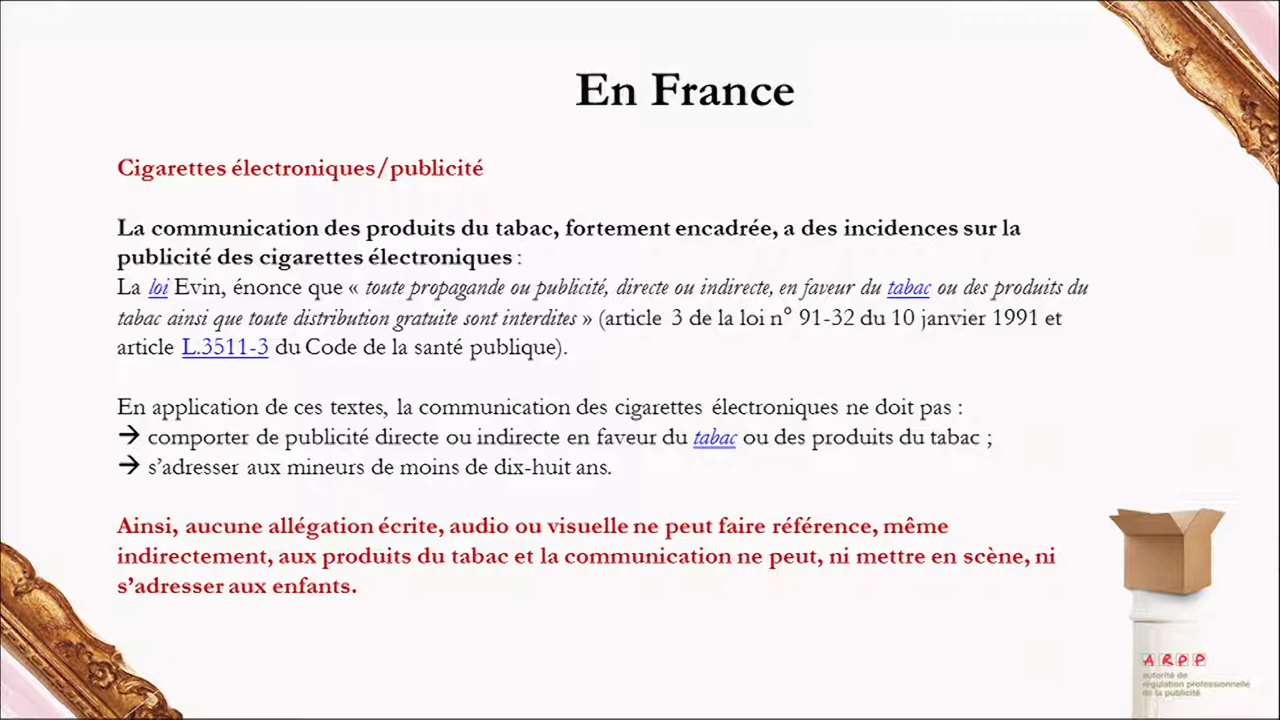 En France
Cigarettes électroniques/publicité
La communication des produits du tabac, fortement encadrée, a des incidences sur la
publicité des cigarettes électroniques :
La loi Evin, énonce que « toute propagande ou publicité, directe ou indirecte, en faveur du tabac ou des produits du
tabac ainsi que toute distribution gratuite sont interdites » (article 3 de la loi n° 91-32 du 10 janvier 1991 et
article L.3511-3 du Code de la santé publique).
En application de ces textes, la communication des cigarettes électroniques ne doit pas :
→ comporter de publicité directe ou indirecte en faveur du tabac ou des produits du tabac ;
→ s’adresser aux mineurs de moins de dix-huit ans.
Ainsi, aucune allégation écrite, audio ou visuelle ne peut faire référence, même
indirectement, aux produits du tabac et la communication ne peut, ni mettre en scène, ni
s’adresser aux enfants.
ARPP
autorité de
régulation professionnelle
de la publicité